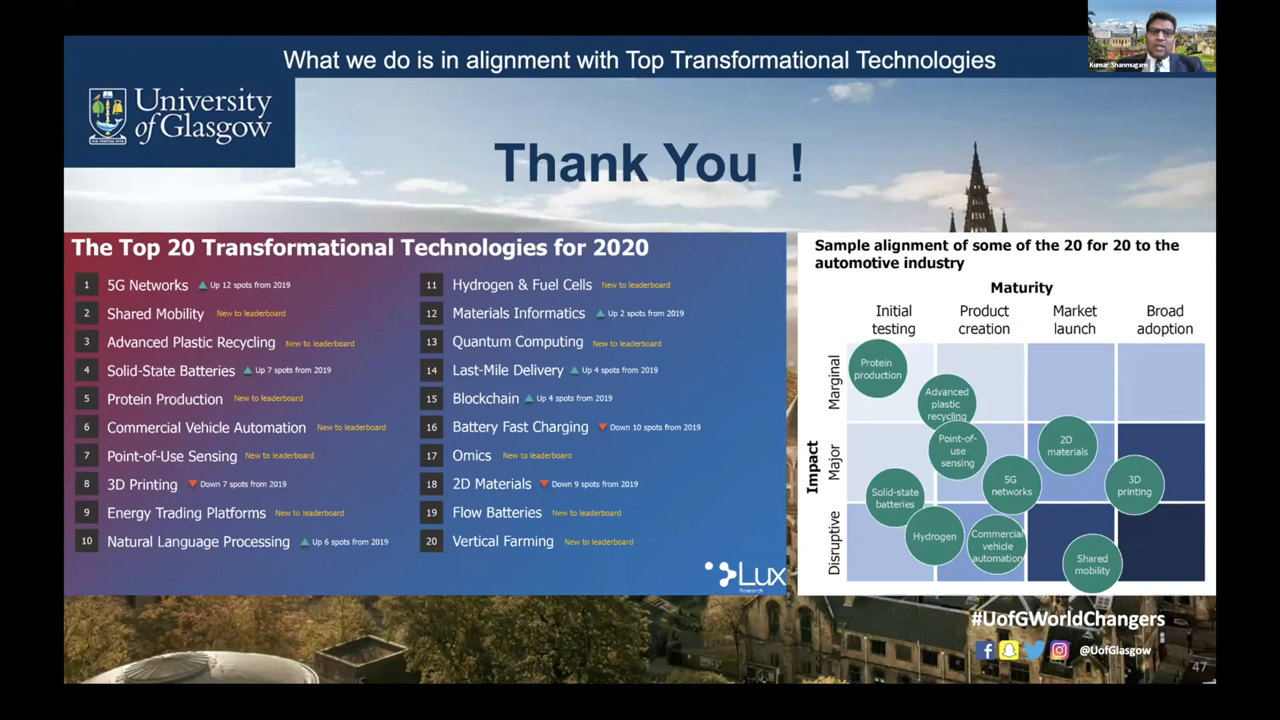 What we do is in alignment with Top Transformational Technologies
Kumar Shanmugam
University
of Glasgow
Thank You !
The Top 20 Transformational Technologies for 2020
1 5G Networks Up 12 spots from 2019
2 Shared Mobility New to leaderboard
3 Advanced Plastic Recycling New to leaderboard
4 Solid-State Batteries Up 7 spots from 2019
5 Protein Production New to leaderboard
6 Commercial Vehicle Automation New to leaderboard
7 Point-of-Use Sensing New to leaderboard
8 3D Printing Down 7 spots from 2019
9 Energy Trading Platforms New to leaderboard
10 Natural Language Processing Up 6 spots from 2019
11 Hydrogen & Fuel Cells New to leaderboard
12 Materials Informatics Up 2 spots from 2019
13 Quantum Computing New to leaderboard
14 Last-Mile Delivery Up 4 spots from 2019
15 Blockchain Up 4 spots from 2019
16 Battery Fast Charging Down 10 spots from 2019
17 Omics New to leaderboard
18 2D Materials Down 9 spots from 2019
19 Flow Batteries New to leaderboard
20 Vertical Farming New to leaderboard
Lux
Research
Sample alignment of some of the 20 for 20 to the
automotive industry
Maturity
Initial
testing
Product
creation
Market
launch
Broad
adoption
Impact
Marginal
Major
Disruptive
Protein
production
Advanced
plastic
recycling
Point-of-
use
sensing
2D
materials
5G
networks
3D
printing
Solid-state
batteries
Hydrogen
Commercial
vehicle
automation
Shared
mobility
#UofGWorldChangers
@UofGlasgow
47